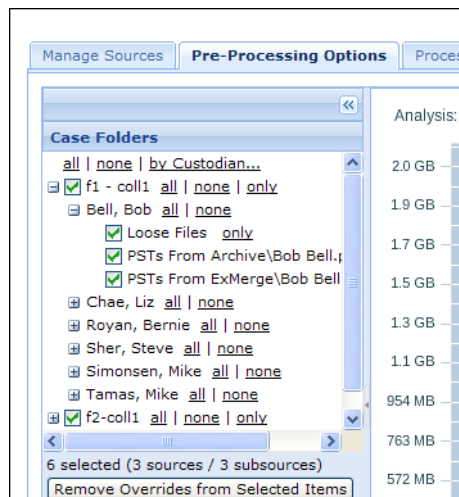 Manage Sources Pre-Processing Options Proces
Case Folders
all | none | by Custodian...
f1 - coll1 all | none | only
Bell, Bob all | none
Loose Files only
PSTs From Archive\Bob Bell.p
PSTs From ExMerge\Bob Bell
Chae, Liz all | none
Royan, Bernie all | none
Sher, Steve all | none
Simonsen, Mike all | none
Tamas, Mike all | none
f2-coll1 all | none | only
6 selected (3 sources / 3 subsources)
Remove Overrides from Selected Items
Analysis:
2.0 GB
1.9 GB
1.7 GB
1.5 GB
1.3 GB
1.1 GB
954 MB
763 MB
572 MB